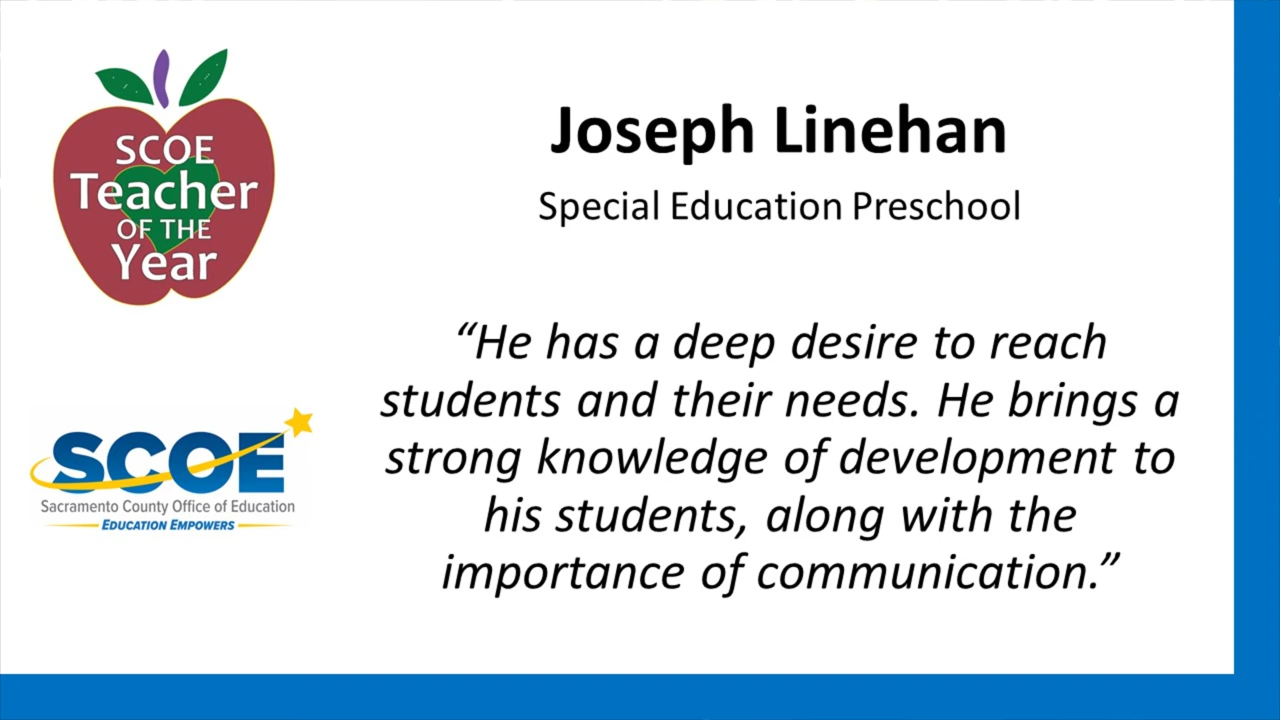 SCOE
Teacher
OF THE
Year
Joseph Linehan
Special Education Preschool
“He has a deep desire to reach
students and their needs. He brings a
strong knowledge of development to
his students, along with the
importance of communication.”
SCOE
Sacramento County Office of Education
EDUCATION EMPOWERS